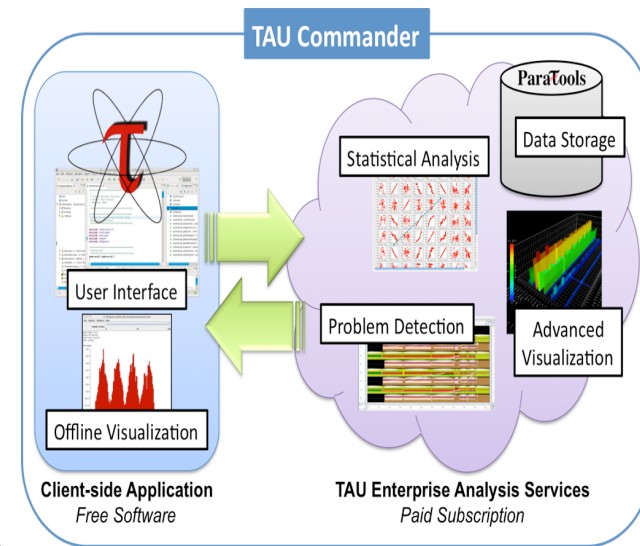 TAU Commander
ParaTools
Data Storage
Statistical Analysis
User Interface
Problem Detection
Advanced
Visualization
Offline Visualization
Client-side Application
Free Software
TAU Enterprise Analysis Services
Paid Subscription